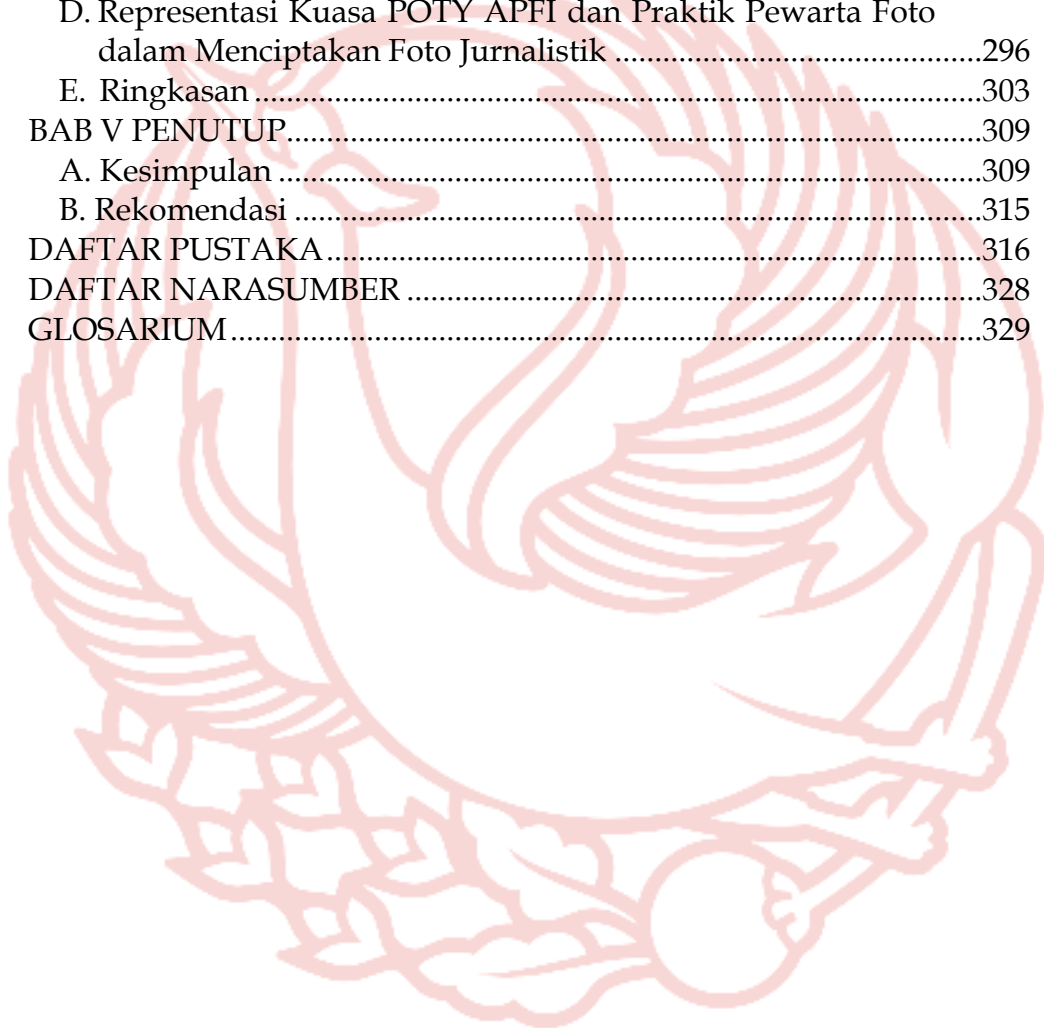 D. Representasi Kuasa POTY APFI dan Praktik Pewarta Foto
dalam Menciptakan Foto Jurnalistik ..............................................296
E. Ringkasan ...........................................................................................303
BAB V PENUTUP.......................................................................................309
A. Kesimpulan ........................................................................................309
B. Rekomendasi ......................................................................................315
DAFTAR PUSTAKA..................................................................................316
DAFTAR NARASUMBER ........................................................................328
GLOSARIUM..............................................................................................329